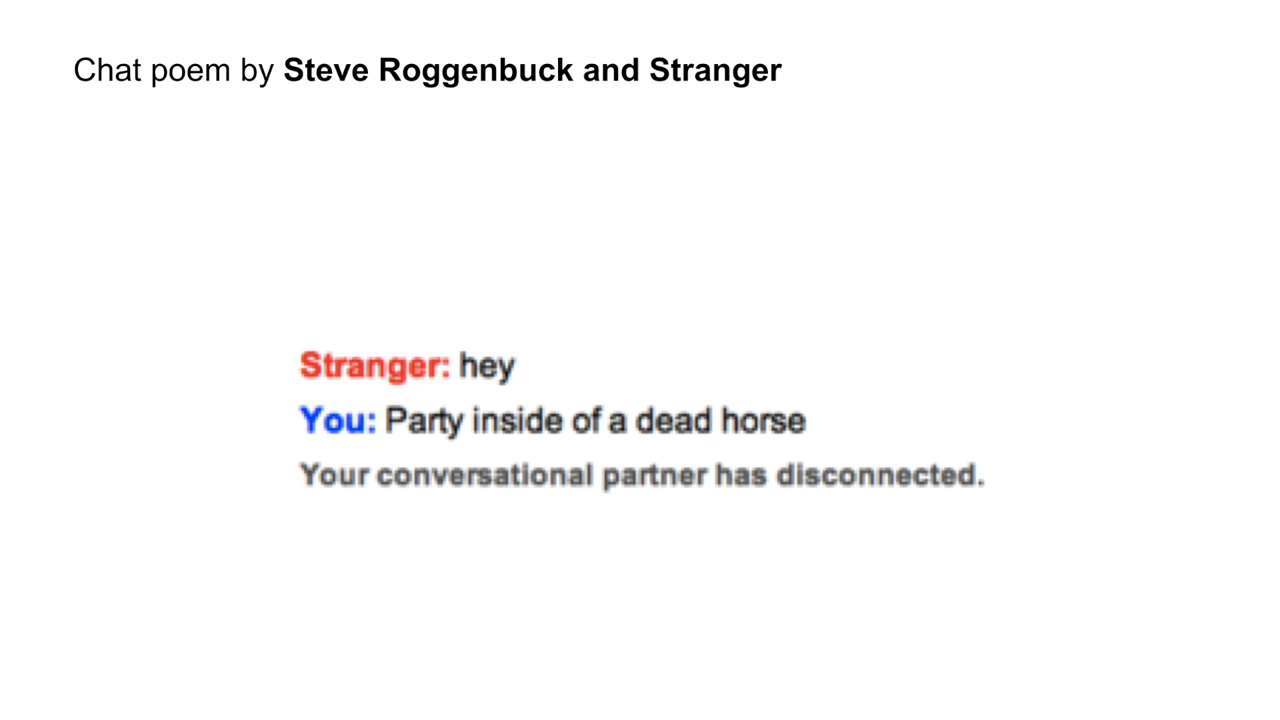 Chat poem by Steve Roggenbuck and Stranger
Stranger: hey
You: Party inside of a dead horse
Your conversational partner has disconnected.